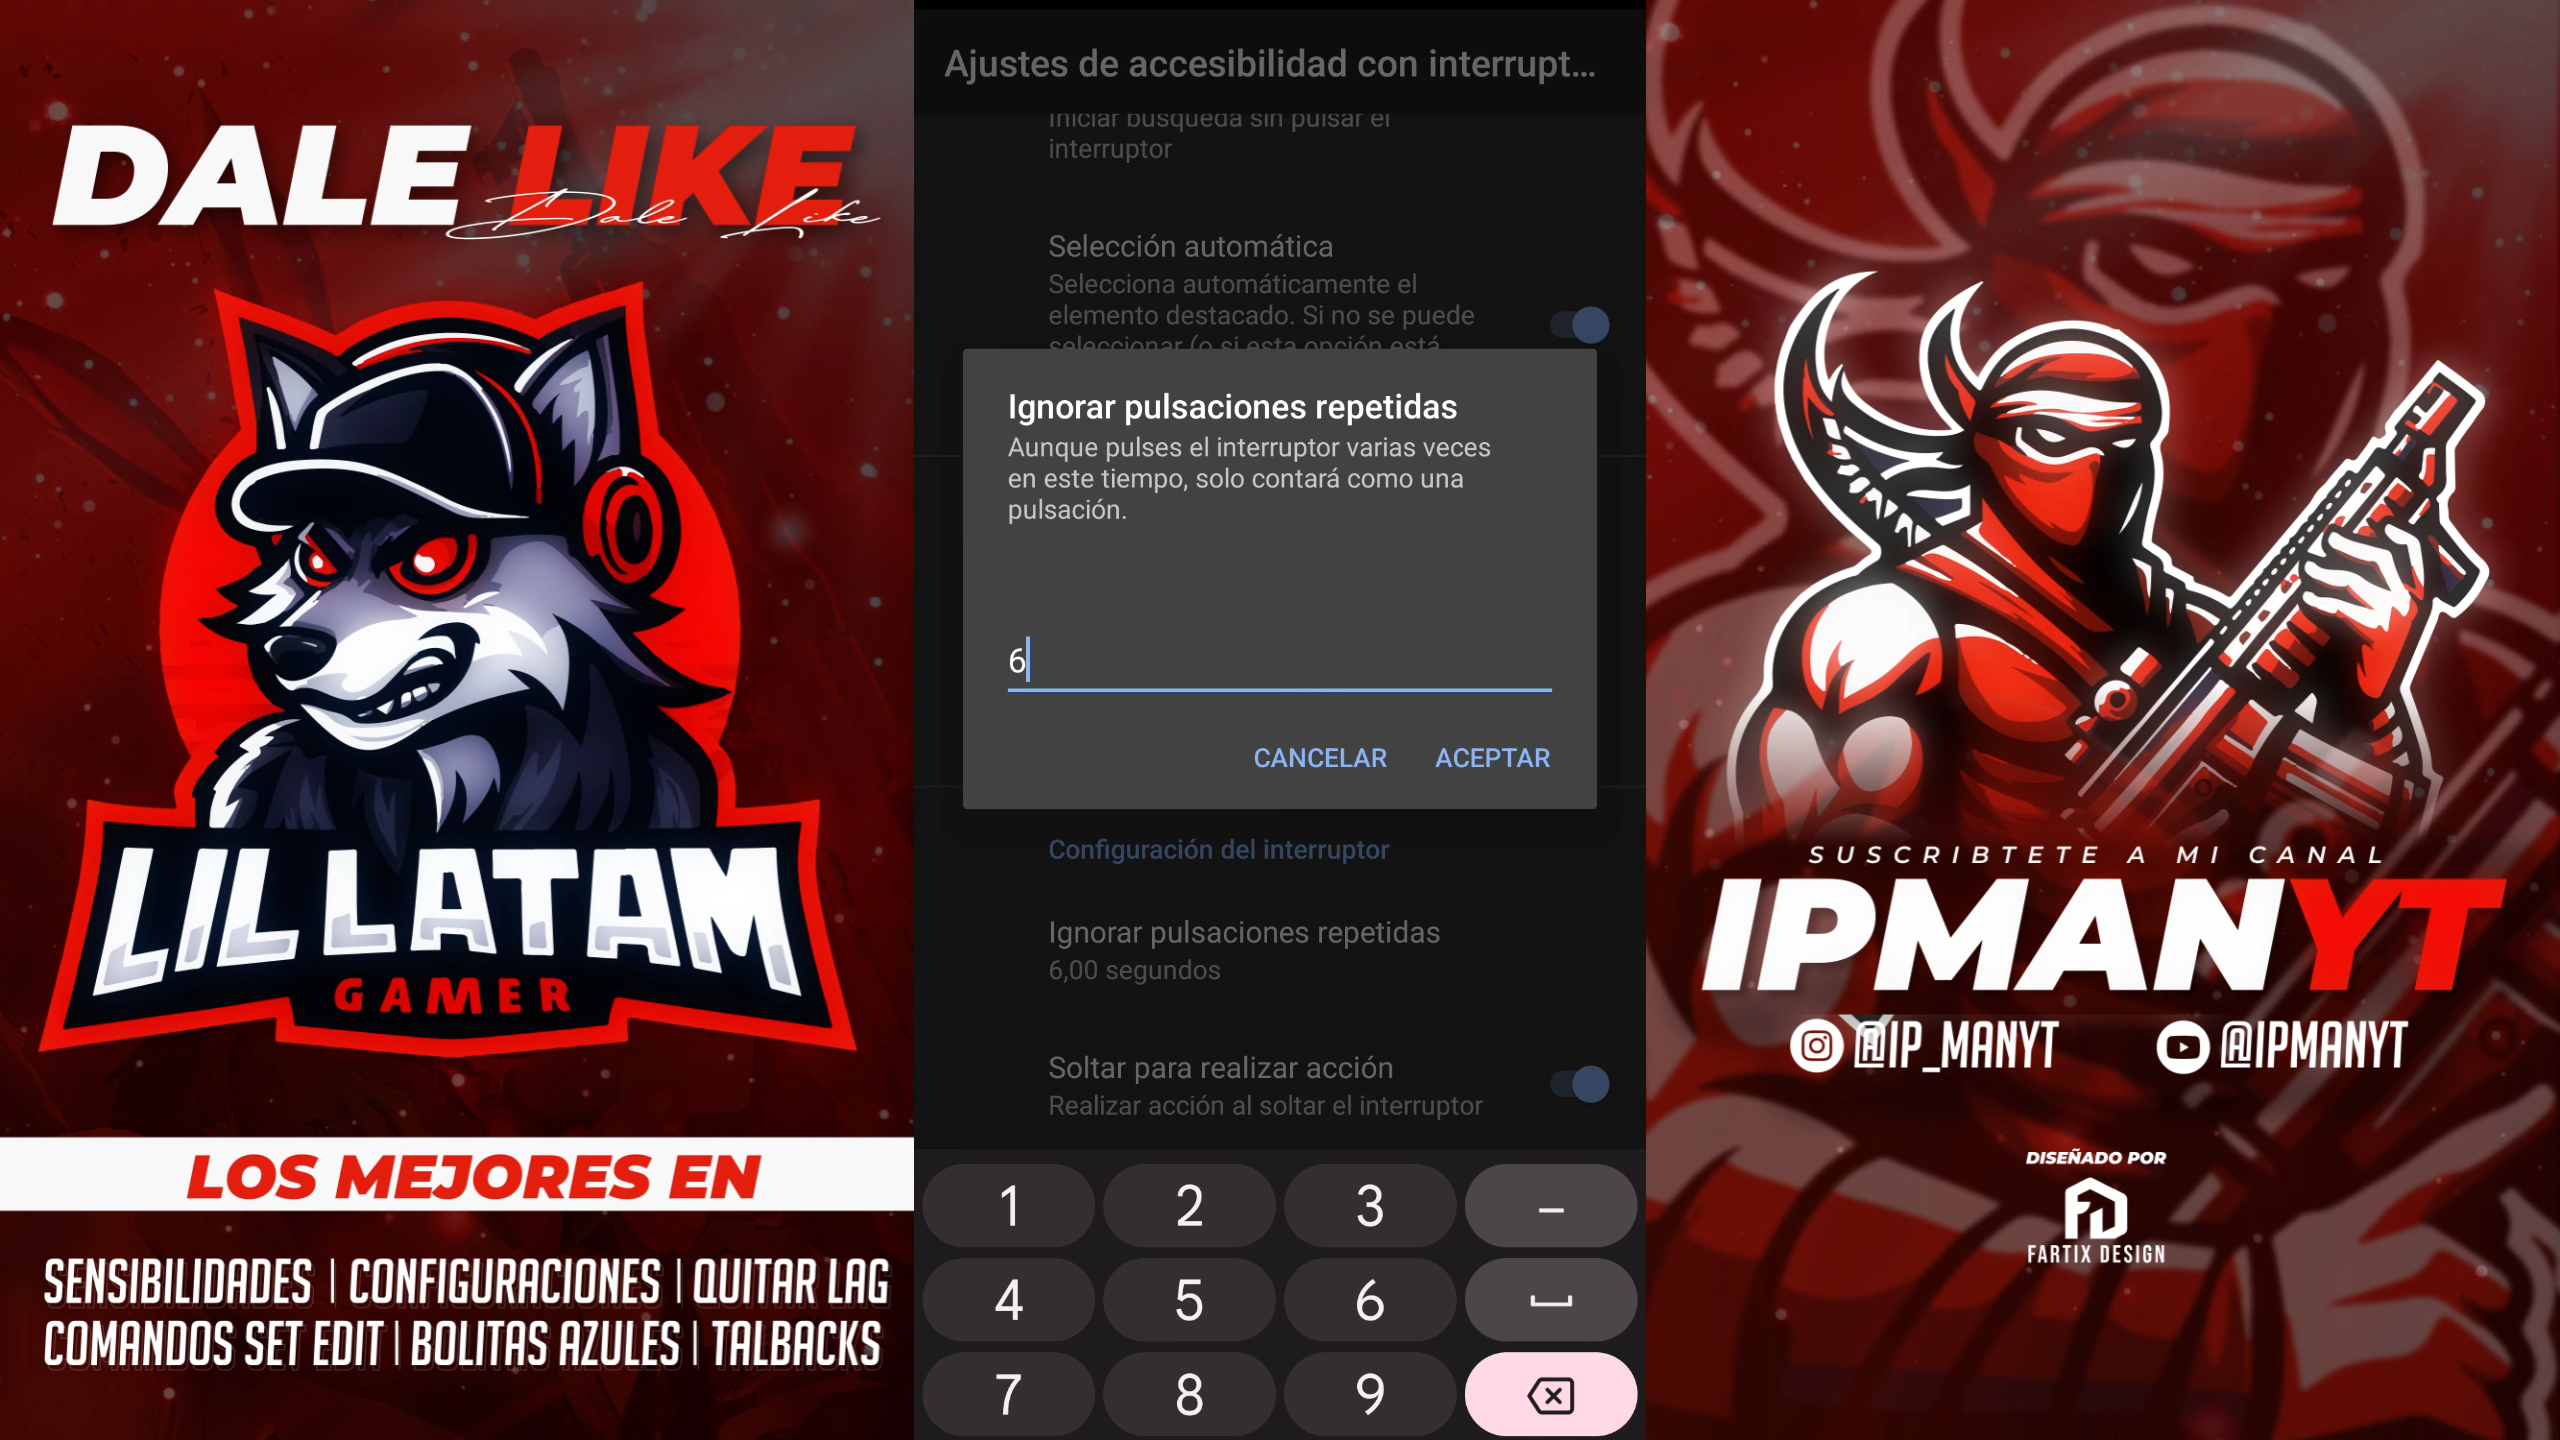 DALE LIKE
Dale Like
LIL LATAM
GAMER
LOS MEJORES EN
SENSIBILIDADES | CONFIGURACIONES | QUITAR LAG
COMANDOS SET EDIT | BOLITAS AZULES | TALBACKS
Ajustes de accesibilidad con interrupt...
Iniciar búsqueda sin pulsar el
interruptor
Selección automática
Selecciona automáticamente el
elemento destacado. Si no se puede
seleccionar (o si esta opción está
Ignorar pulsaciones repetidas
Aunque pulses el interruptor varias veces
en este tiempo, solo contará como una
pulsación.
6
CANCELAR ACEPTAR
Configuración del interruptor
Ignorar pulsaciones repetidas
6,00 segundos
Soltar para realizar acción
Realizar acción al soltar el interruptor
1 2 3 –
4 5 6
7 8 9
SUSCRIBTETE A MI CANAL
IPMANYT
@IP_MANYT @IPMANYT
DISEÑADO POR
FARTIX DESIGN